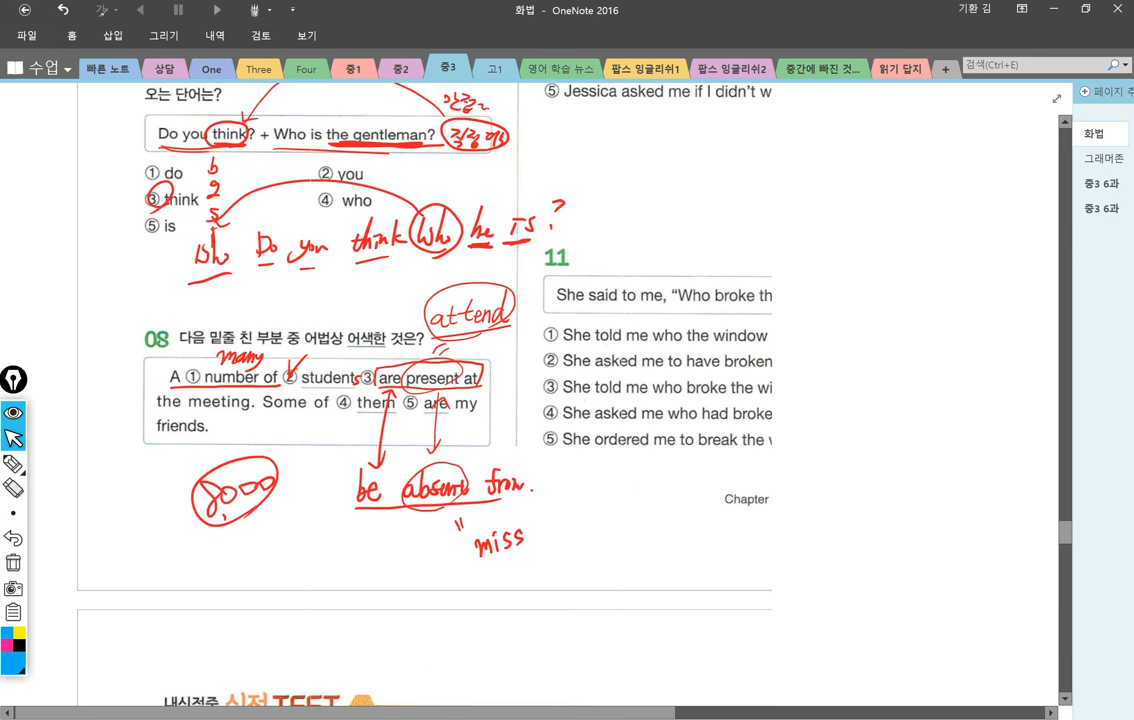 화법 - OneNote 2016
기환 김
파일 홈 삽입 그리기 내역 검토 보기
수업 빠른 노트 상담 One Three Four 중1 중2 중3 고1 영어 학습 뉴스 팝스 잉글리쉬1 팝스 잉글리쉬2 중간에 빠진 것... 읽기 답지 + 검색(Ctrl+E)
페이지 추
화법
그래머존
중3 6과
중3 6과
오는 단어는?
Do you think? + Who is the gentleman?
① do ② you
③ think ④ who
⑤ is
b
g
s
Who Do you think who he is?
attend
08 다음 밑줄 친 부분 중 어법상 어색한 것은?
many
A ① number of ② students ③ are present at
the meeting. Some of ④ them ⑤ are my
friends.
be absent from.
"
miss
⑤ Jessica asked me if I didn't w
11
She said to me, "Who broke th
① She told me who the window
② She asked me to have broken
③ She told me who broke the wi
④ She asked me who had broke
⑤ She ordered me to break the
Chapter
내신적중 실전 TEST